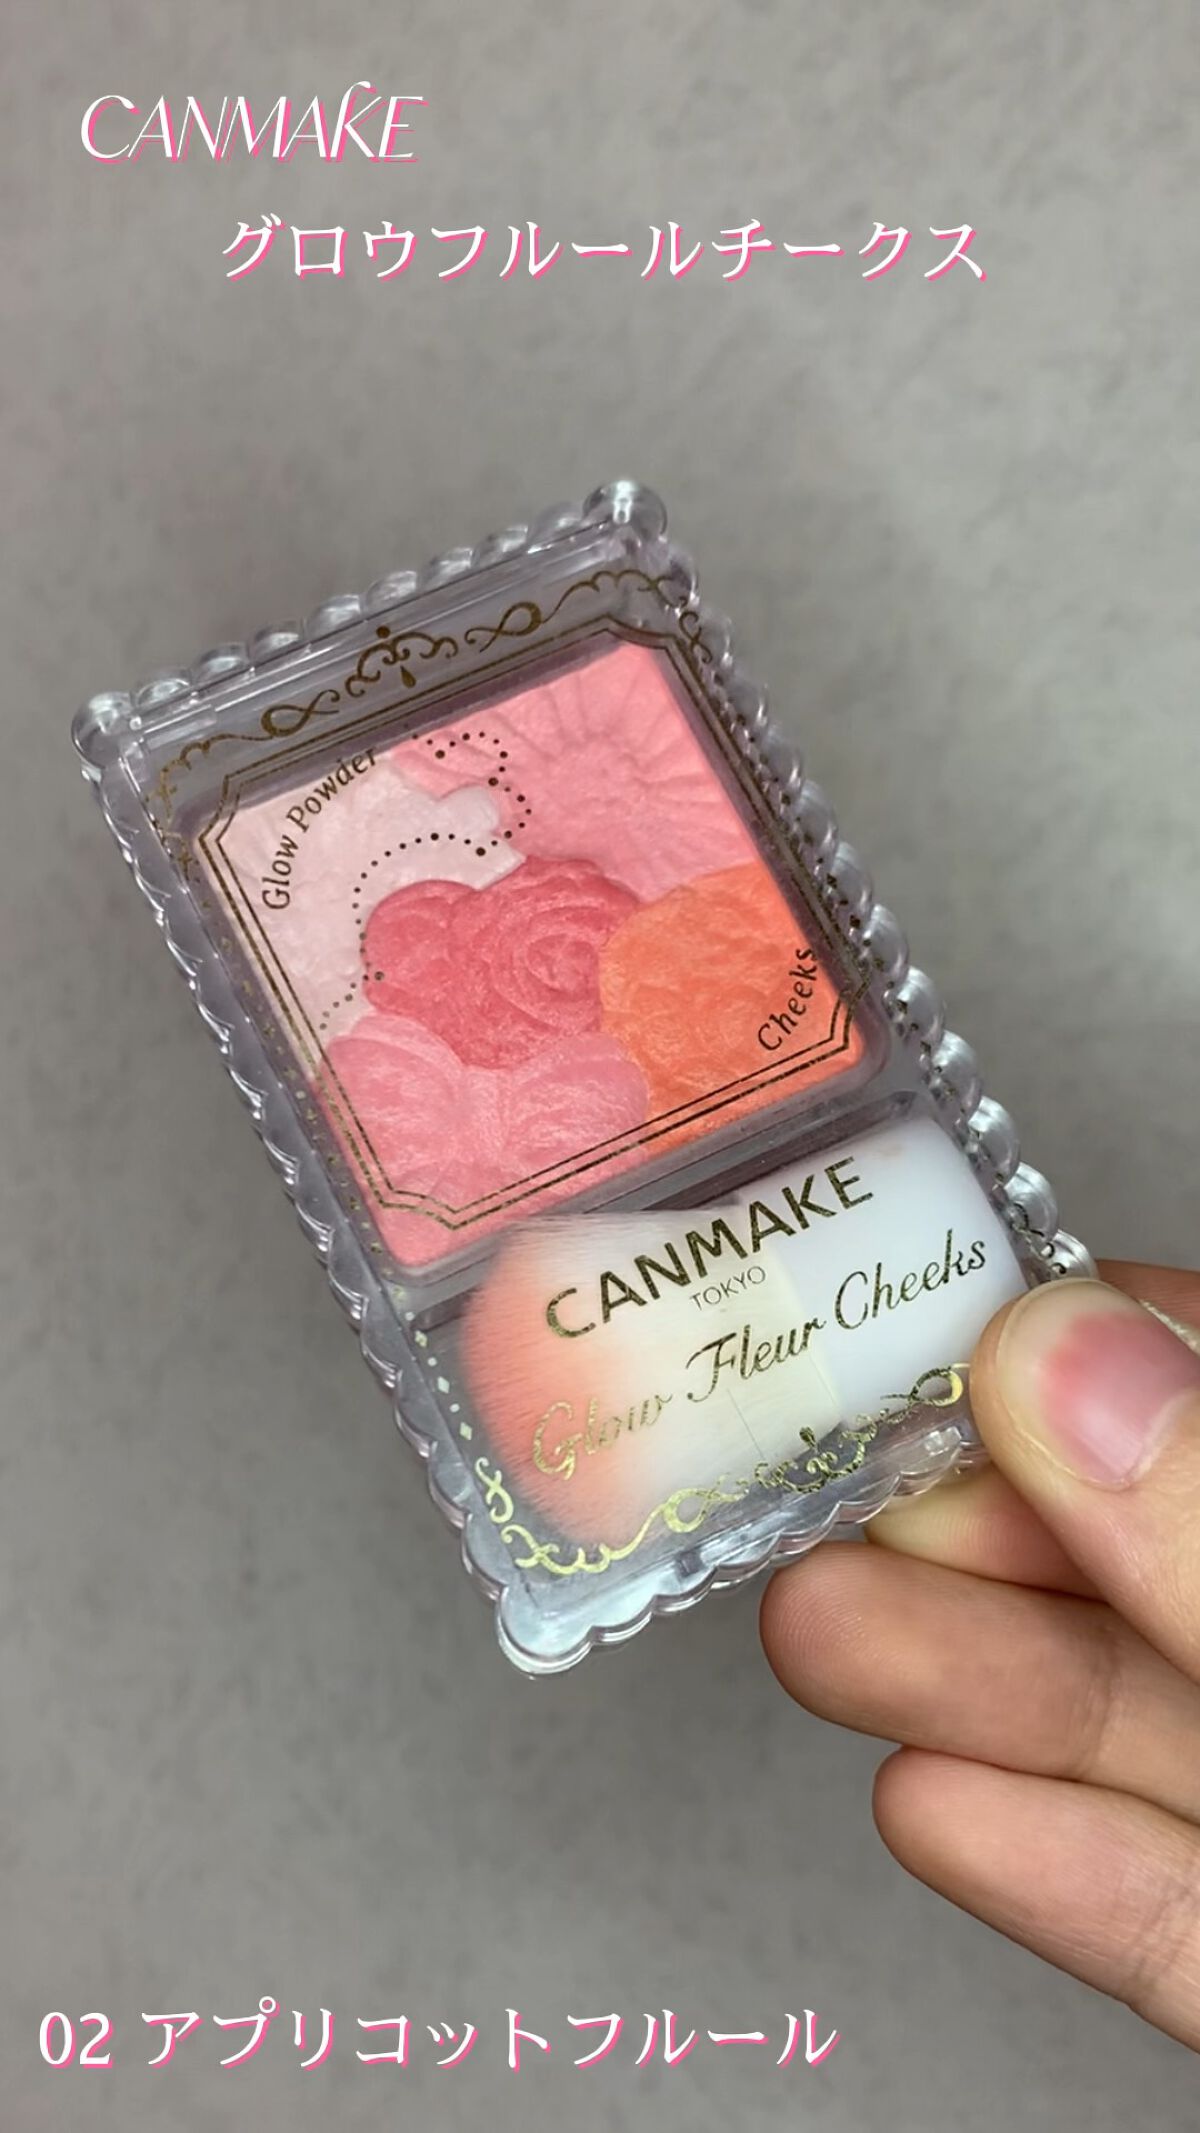 CANMAKE
グロウフルールチークス
Glow Powder
Cheeks
CANMAKE
TOKYO
Glow Fleur Cheeks
02 アプリコットフルール